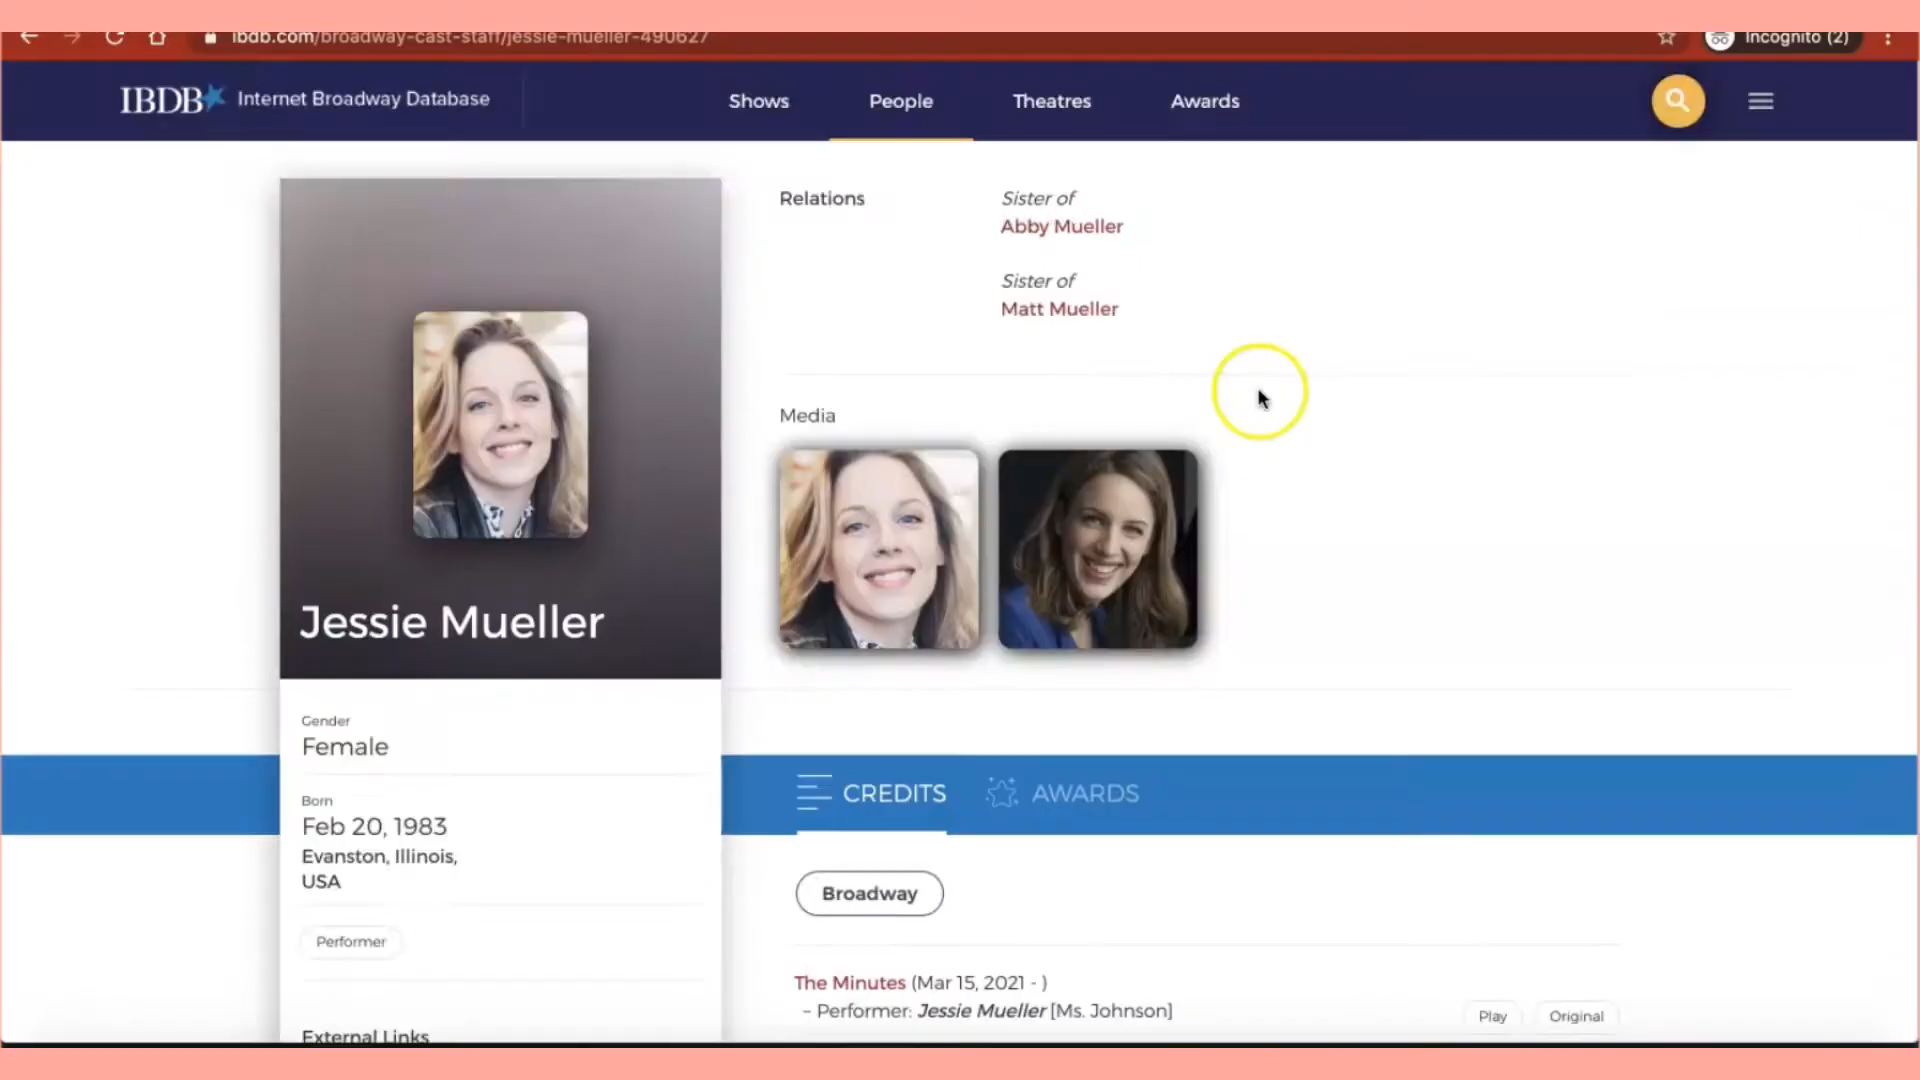 ibdb.com/broadway-cast-staff/jessie-mueller-490627
Incognito (2)
IBDB Internet Broadway Database
Shows
People
Theatres
Awards
Relations
Sister of
Abby Mueller
Sister of
Matt Mueller
Media
Jessie Mueller
Gender
Female
Born
Feb 20, 1983
Evanston, Illinois,
USA
Performer
External Links
CREDITS
AWARDS
Broadway
The Minutes (Mar 15, 2021 - )
– Performer: Jessie Mueller [Ms. Johnson]
Play
Original